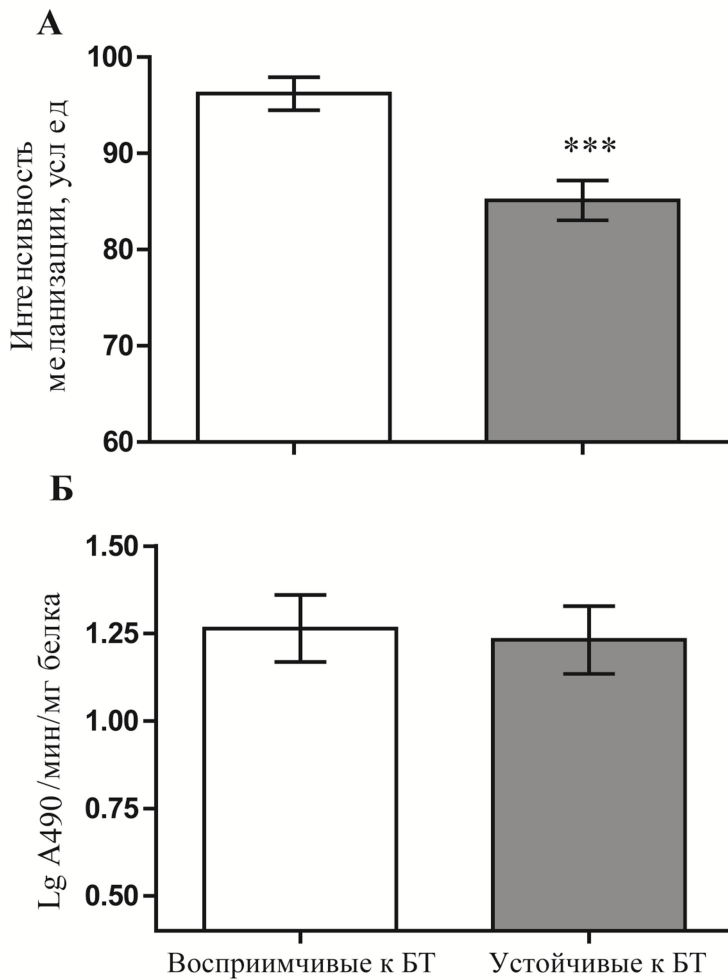 А
100
90
80
70
60
Интенсивность
меланизации, усл ед
***
Б
1.50
1.25
1.00
0.75
0.50
Lg A490/мин/мг белка
Восприимчивые к БТ
Устойчивые к БТ